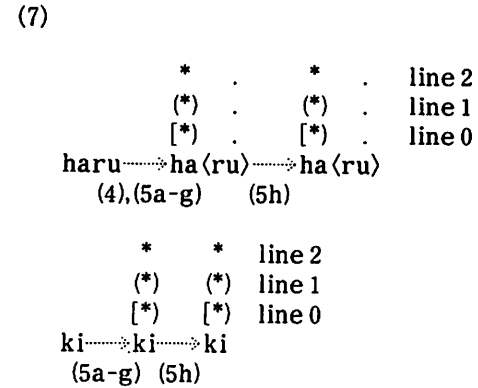 (7)
* . * . line 2
(*) . (*) . line 1
[*) . [*) . line 0
haru ha⟨ru⟩ ha⟨ru⟩
(4),(5a-g) (5h)
* * line 2
(*) (*) line 1
[*) [*) line 0
ki ki ki
(5a-g) (5h)